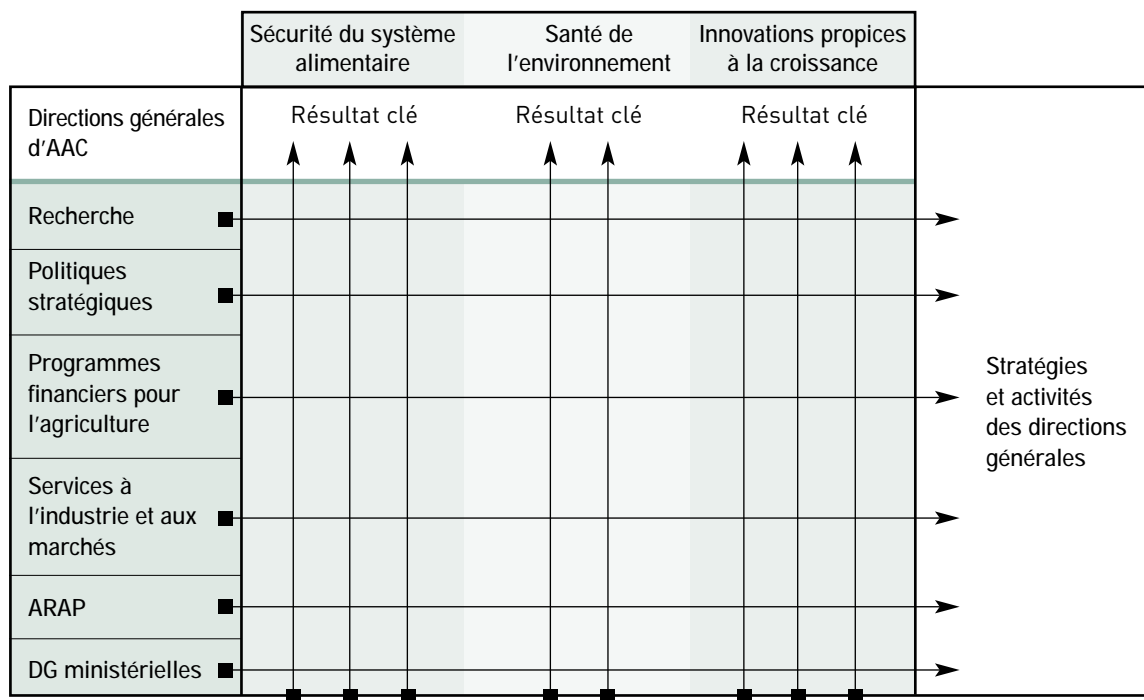 Sécurité du système
alimentaire
Santé de
l'environnement
Innovations propices
à la croissance
Directions générales
d'AAC
Résultat clé
Résultat clé
Résultat clé
Recherche
Politiques
stratégiques
Programmes
financiers pour
l'agriculture
Services à
l'industrie et aux
marchés
ARAP
DG ministérielles
Stratégies
et activités
des directions
générales